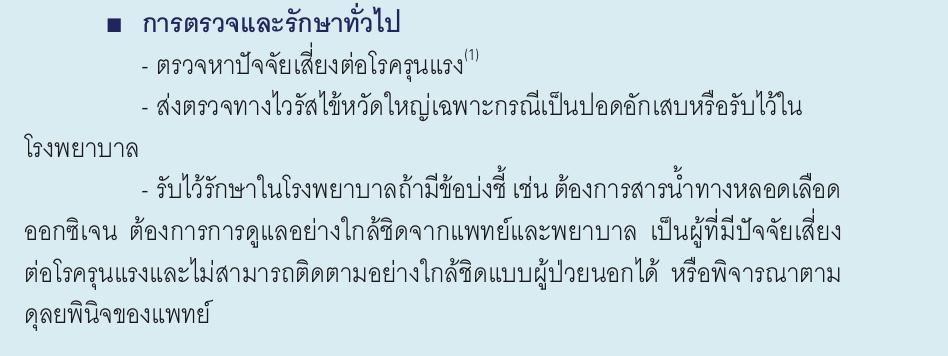 ■ การตรวจและรักษาทั่วไป
- ตรวจหาปัจจัยเสี่ยงต่อโรครุนแรง(1)
- ส่งตรวจทางไวรัสไข้หวัดใหญ่เฉพาะกรณีเป็นปอดอักเสบหรือรับไว้ใน
โรงพยาบาล
- รับไว้รักษาในโรงพยาบาลถ้ามีข้อบ่งชี้ เช่น ต้องการสารน้ำทางหลอดเลือด
ออกซิเจน ต้องการการดูแลอย่างใกล้ชิดจากแพทย์และพยาบาล เป็นผู้ที่มีปัจจัยเสี่ยง
ต่อโรครุนแรงและไม่สามารถติดตามอย่างใกล้ชิดแบบผู้ป่วยนอกได้ หรือพิจารณาตาม
ดุลยพินิจของแพทย์